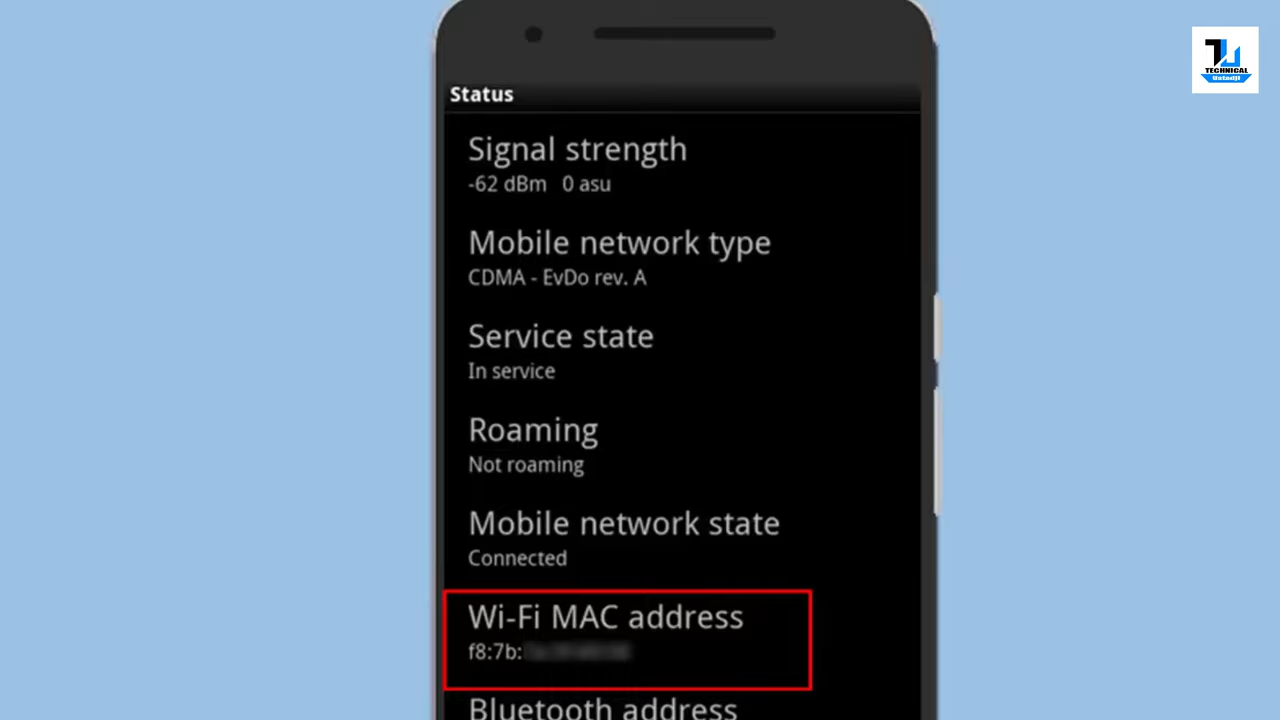 TECHNICAL
Ustadji
Status
Signal strength
-62 dBm 0 asu
Mobile network type
CDMA - EvDo rev. A
Service state
In service
Roaming
Not roaming
Mobile network state
Connected
Wi-Fi MAC address
f8:7b:
Bluetooth address